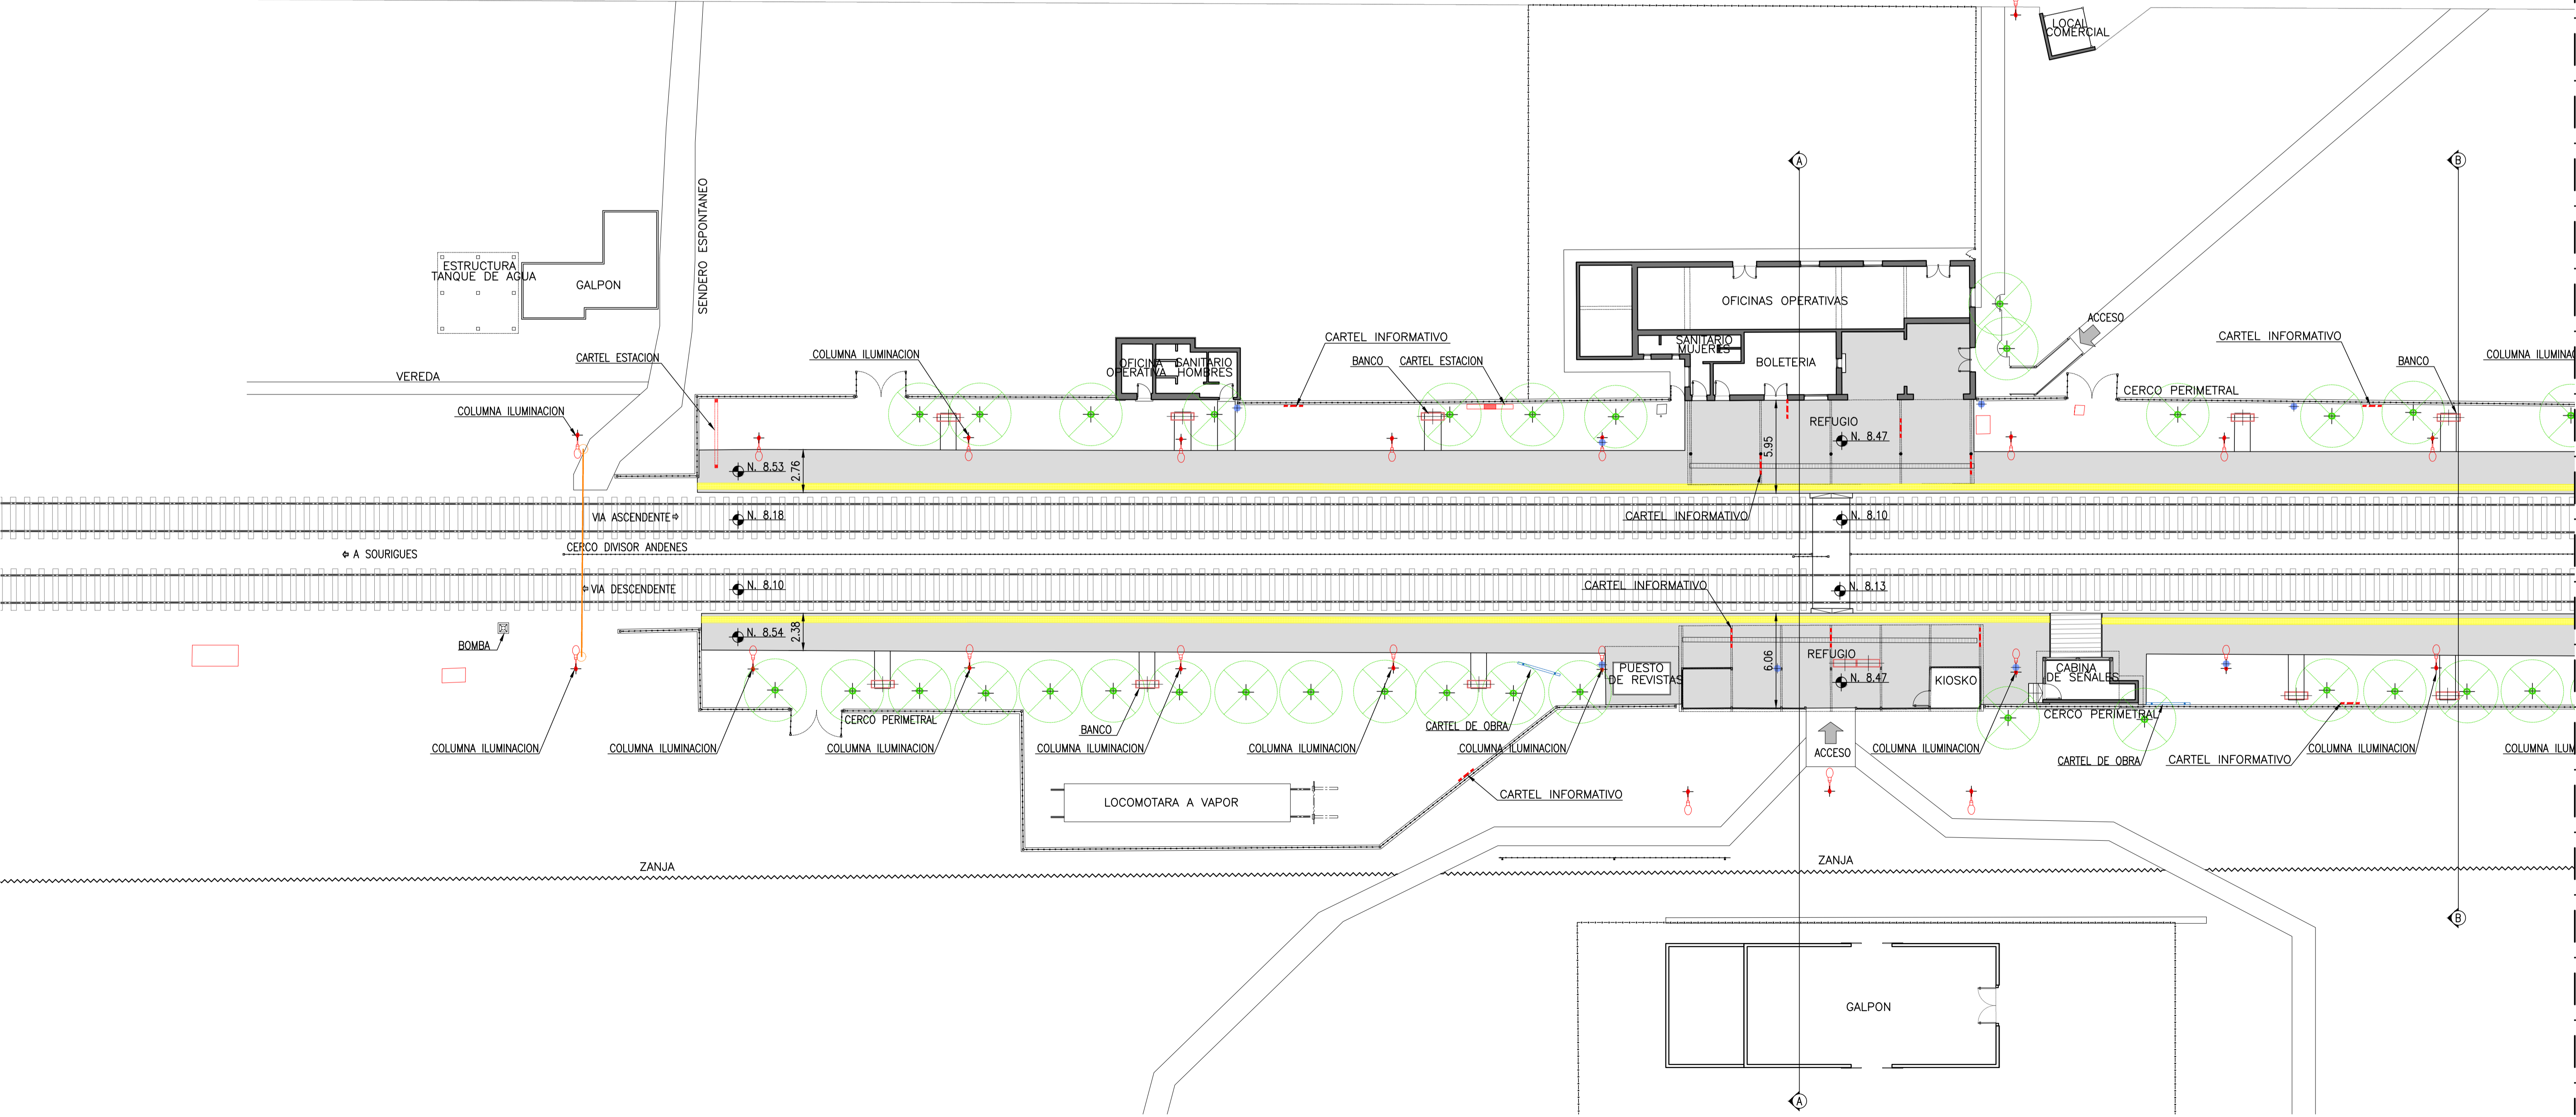 LOCAL
COMERCIAL
A
B
SENDERO ESPONTANEO
ESTRUCTURA
TANQUE DE AGUA
GALPON
OFICINAS OPERATIVAS
ACCESO
CARTEL INFORMATIVO
CARTEL INFORMATIVO
SANITARIO
MUJERES
BOLETERIA
CARTEL ESTACION
COLUMNA ILUMINACION
OFICINA
OPERATIVA
SANITARIO
HOMBRES
BANCO
CARTEL ESTACION
BANCO
COLUMNA ILUMINAC
VEREDA
CERCO PERIMETRAL
COLUMNA ILUMINACION
REFUGIO
N. 8.47
5.95
N. 8.53
2.76
VIA ASCENDENTE
N. 8.18
CARTEL INFORMATIVO
N. 8.10
A SOURIGUES
CERCO DIVISOR ANDENES
VIA DESCENDENTE
N. 8.10
CARTEL INFORMATIVO
N. 8.13
BOMBA
N. 8.54
2.38
6.06
REFUGIO
N. 8.47
PUESTO
DE REVISTAS
KIOSKO
CABINA
DE SEÑALES
CERCO PERIMETRAL
BANCO
CARTEL DE OBRA
CERCO PERIMETRAL
COLUMNA ILUMINACION
COLUMNA ILUMINACION
COLUMNA ILUMINACION
COLUMNA ILUMINACION
COLUMNA ILUMINACION
COLUMNA ILUMINACION
ACCESO
COLUMNA ILUMINACION
CARTEL DE OBRA
CARTEL INFORMATIVO
COLUMNA ILUMINACION
COLUMNA ILUM
LOCOMOTARA A VAPOR
CARTEL INFORMATIVO
ZANJA
ZANJA
B
GALPON
A